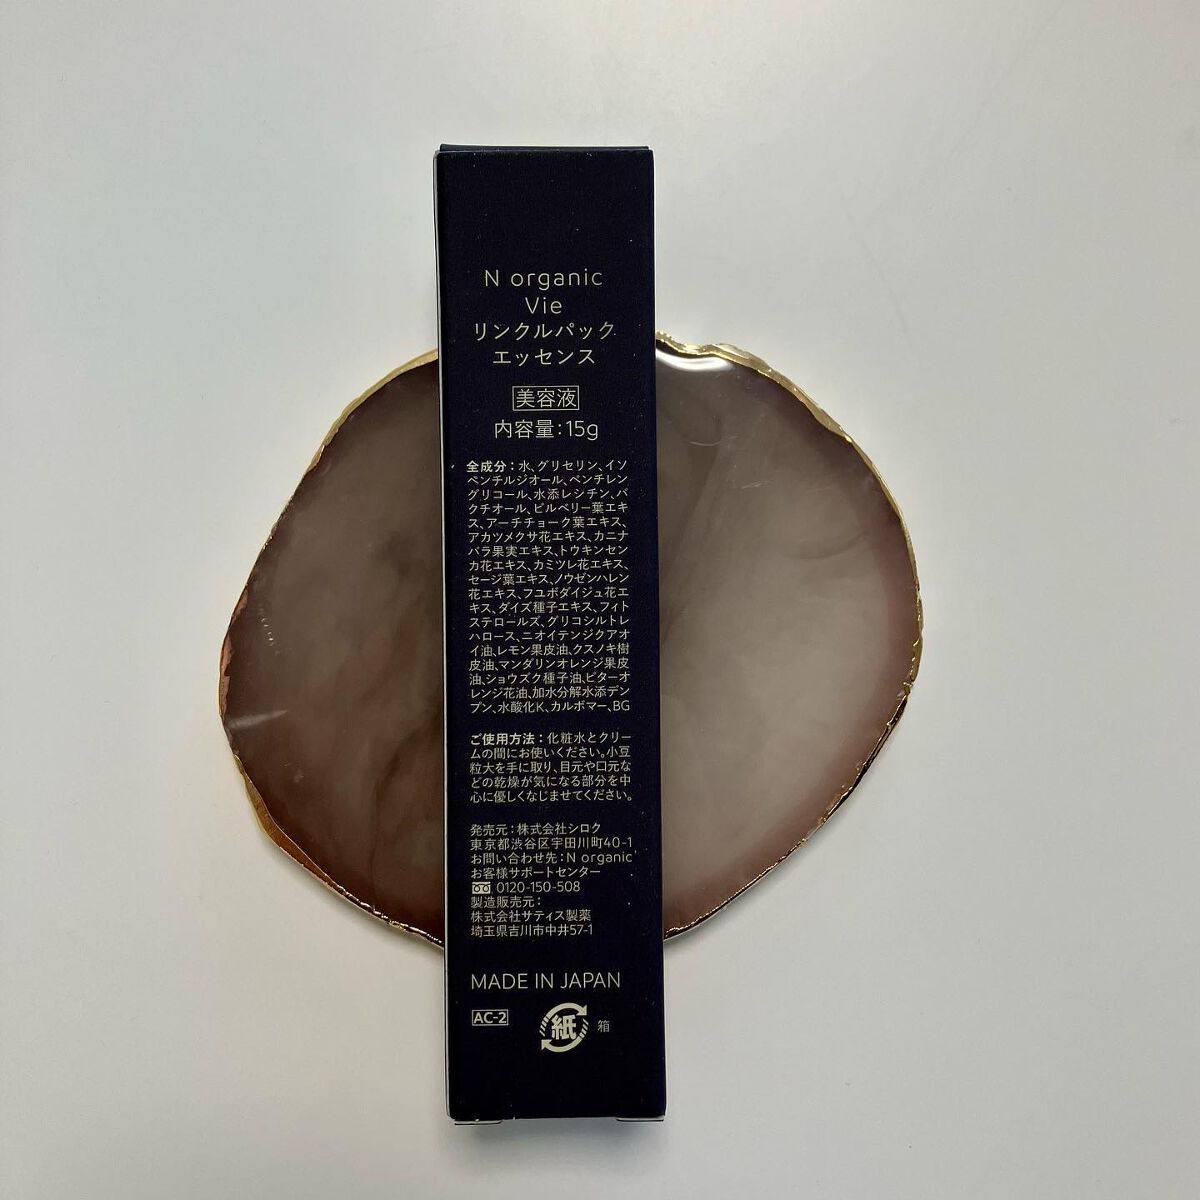 N organic
Vie
リンクルパック
エッセンス
美容液
内容量:15g
全成分:水、グリセリン、イソ
ペンチルジオール、ペンチレン
グリコール、水添レシチン、バ
クチオール、ビルベリー葉エキ
ス、アーチチョーク葉エキス、
アカツメクサ花エキス、カニナ
バラ果実エキス、トウキンセン
カ花エキス、カミツレ花エキス、
セージ葉エキス、ノウゼンハレン
花エキス、フユボダイジュ花エ
キス、ダイズ種子エキス、フィト
ステロールズ、グリコシルトレ
ハロース、ニオイテンジクアオ
イ油、レモン果皮油、クスノキ樹
皮油、マンダリンオレンジ果皮
油、ショウズク種子油、ビターオ
レンジ花油、加水分解水添デン
プン、水酸化K、カルボマー、BG
ご使用方法:化粧水とクリー
ムの間にお使いください。小豆
粒大を手に取り、目元や口元な
どの乾燥が気になる部分を中
心に優しくなじませてください。
発売元:株式会社シロク
東京都渋谷区宇田川町40-1
お問い合わせ先:N organic
お客様サポートセンター
0120-150-508
製造販売元:
株式会社サティス製薬
埼玉県吉川市中井57-1
MADE IN JAPAN
AC-2
紙 箱